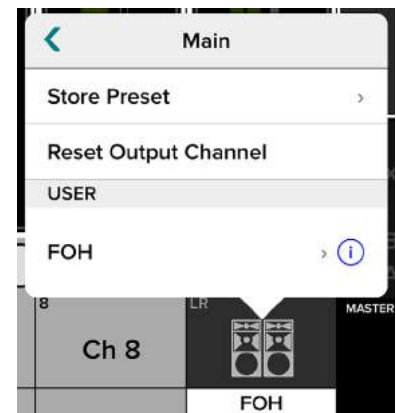 Main
Store Preset
Reset Output Channel
USER
FOH
8
LR
MASTER
Ch 8
FOH